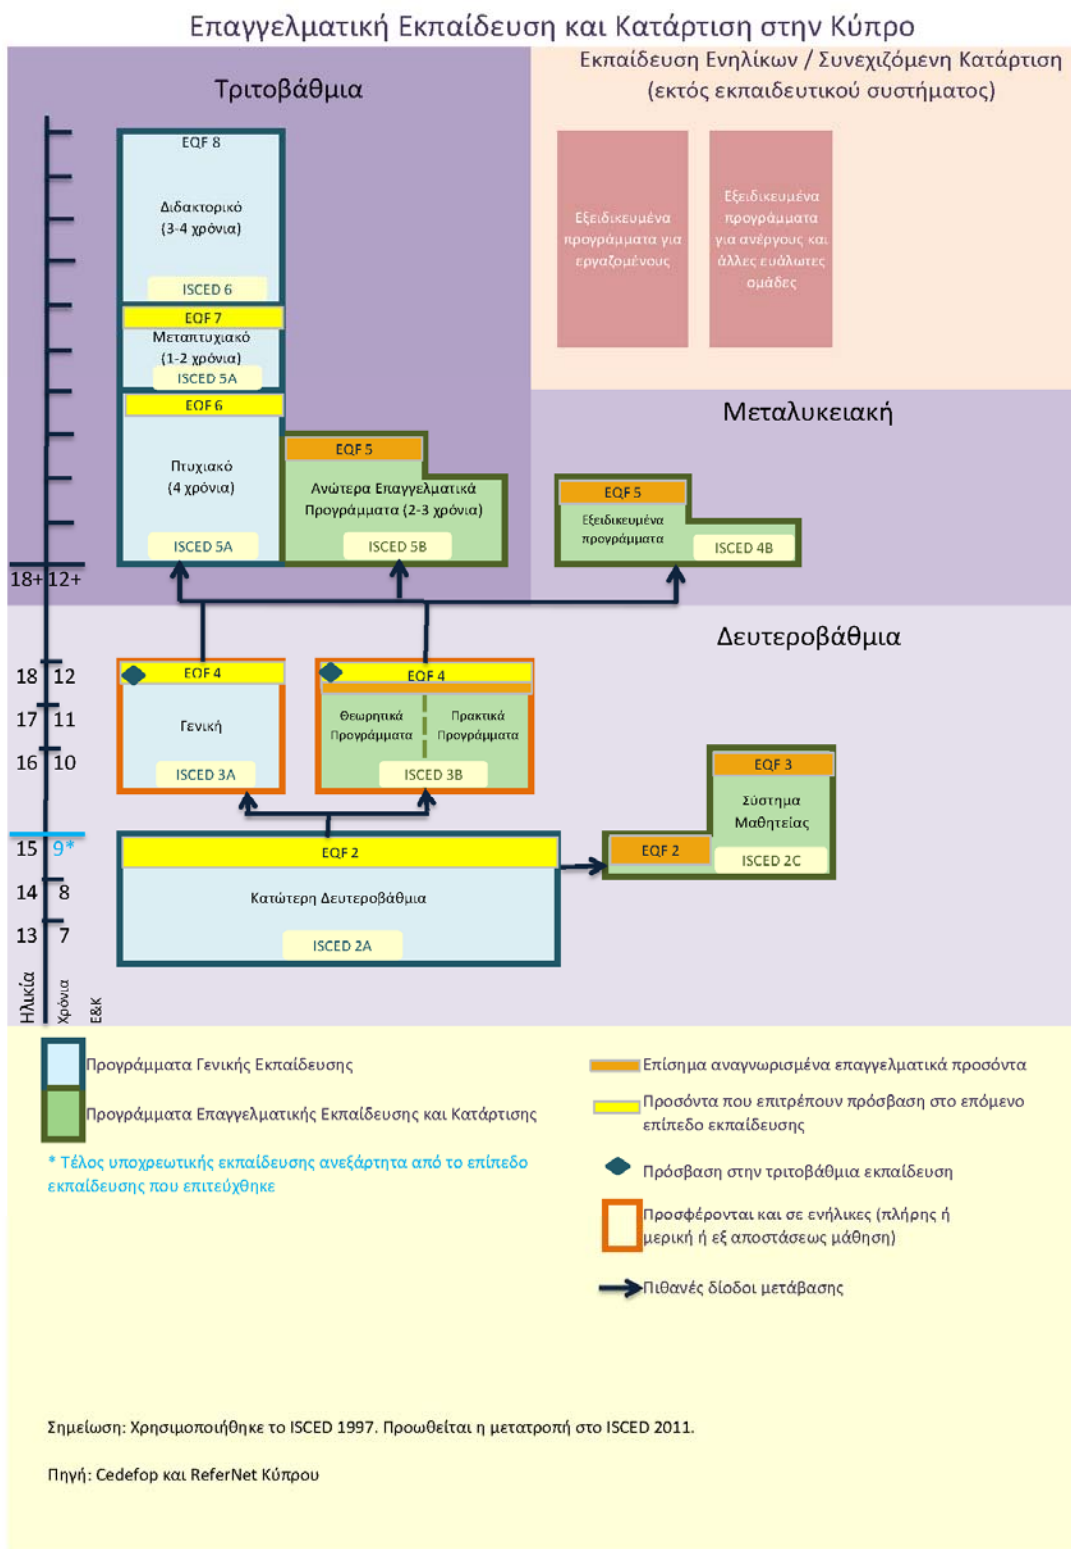 Επαγγελματική Εκπαίδευση και Κατάρτιση στην Κύπρο
Τριτοβάθμια
Εκπαίδευση Ενηλίκων / Συνεχιζόμενη Κατάρτιση
(εκτός εκπαιδευτικού συστήματος)
EQF 8
Διδακτορικό
(3-4 χρόνια)
ISCED 6
EQF 7
Μεταπτυχιακό
(1-2 χρόνια)
ISCED 5A
EQF 6
Πτυχιακό
(4 χρόνια)
ISCED 5A
EQF 5
Ανώτερα Επαγγελματικά
Προγράμματα (2-3 χρόνια)
ISCED 5B
Εξειδικευμένα
προγράμματα για
εργαζομένους
Εξειδικευμένα
προγράμματα
για ανέργους και
άλλες ευάλωτες
ομάδες
Μεταλυκειακή
EQF 5
Εξειδικευμένα
προγράμματα
ISCED 4B
18+ 12+
Δευτεροβάθμια
18 12
17 11
16 10
15 9*
14 8
13 7
Ηλικία
Χρόνια
Ε&Κ
EQF 4
Γενική
ISCED 3A
EQF 4
Θεωρητικά
Προγράμματα
Πρακτικά
Προγράμματα
ISCED 3B
EQF 3
Σύστημα
Μαθητείας
EQF 2
ISCED 2C
EQF 2
Κατώτερη Δευτεροβάθμια
ISCED 2A
Προγράμματα Γενικής Εκπαίδευσης
Προγράμματα Επαγγελματικής Εκπαίδευσης και Κατάρτισης
* Τέλος υποχρεωτικής εκπαίδευσης ανεξάρτητα από το επίπεδο
εκπαίδευσης που επιτεύχθηκε
Επίσημα αναγνωρισμένα επαγγελματικά προσόντα
Προσόντα που επιτρέπουν πρόσβαση στο επόμενο
επίπεδο εκπαίδευσης
Πρόσβαση στην τριτοβάθμια εκπαίδευση
Προσφέρονται και σε ενήλικες (πλήρης ή
μερική ή εξ αποστάσεως μάθηση)
Πιθανές δίοδοι μετάβασης
Σημείωση: Χρησιμοποιήθηκε το ISCED 1997. Προωθείται η μετατροπή στο ISCED 2011.
Πηγή: Cedefop και ReferNet Κύπρου